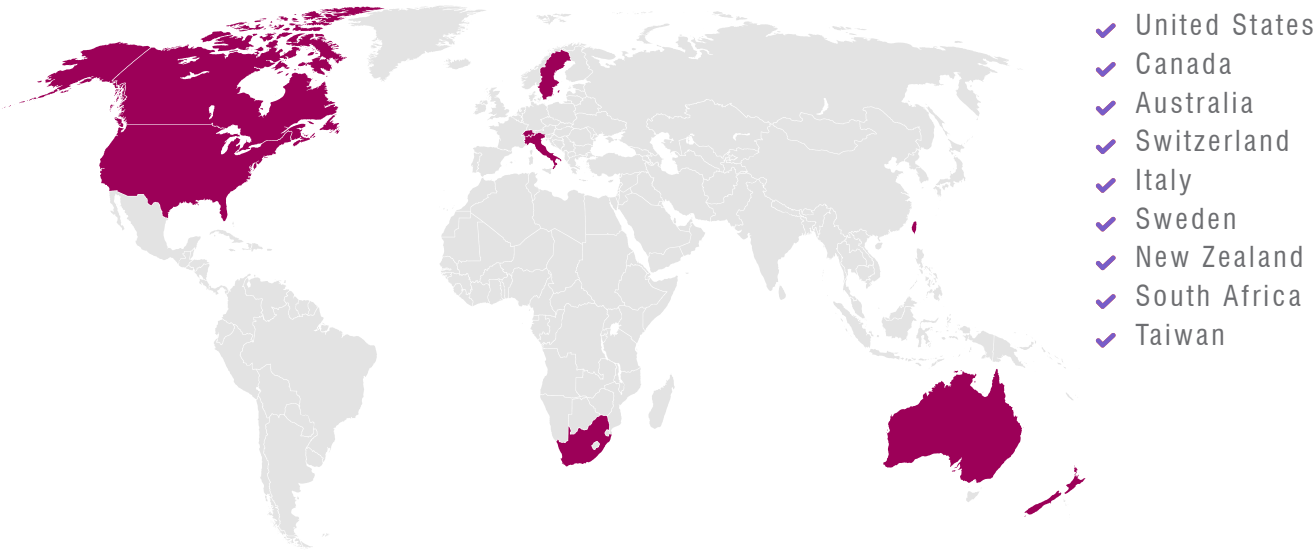 United States
Canada
Australia
Switzerland
Italy
Sweden
New Zealand
South Africa
Taiwan